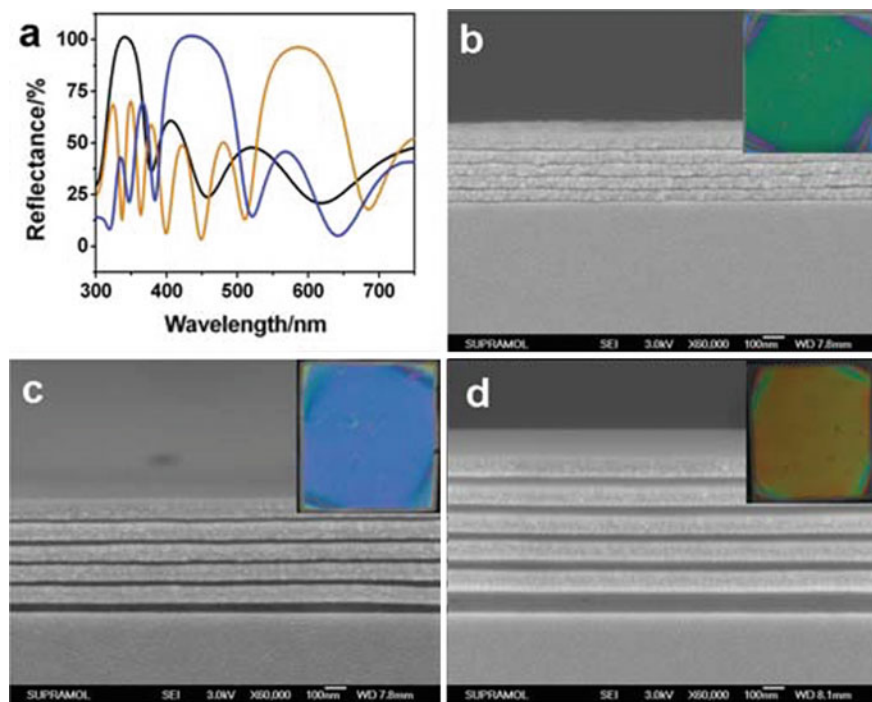 a
100
75
50
25
0
Reflectance/%
300 400 500 600 700
Wavelength/nm
b
SUPRAMOL SEI 3.0kV X60,000 100nm WD 7.8mm
c
SUPRAMOL SEI 3.0kV X60,000 100nm WD 7.8mm
d
SUPRAMOL SEI 3.0kV X60,000 100nm WD 8.1mm